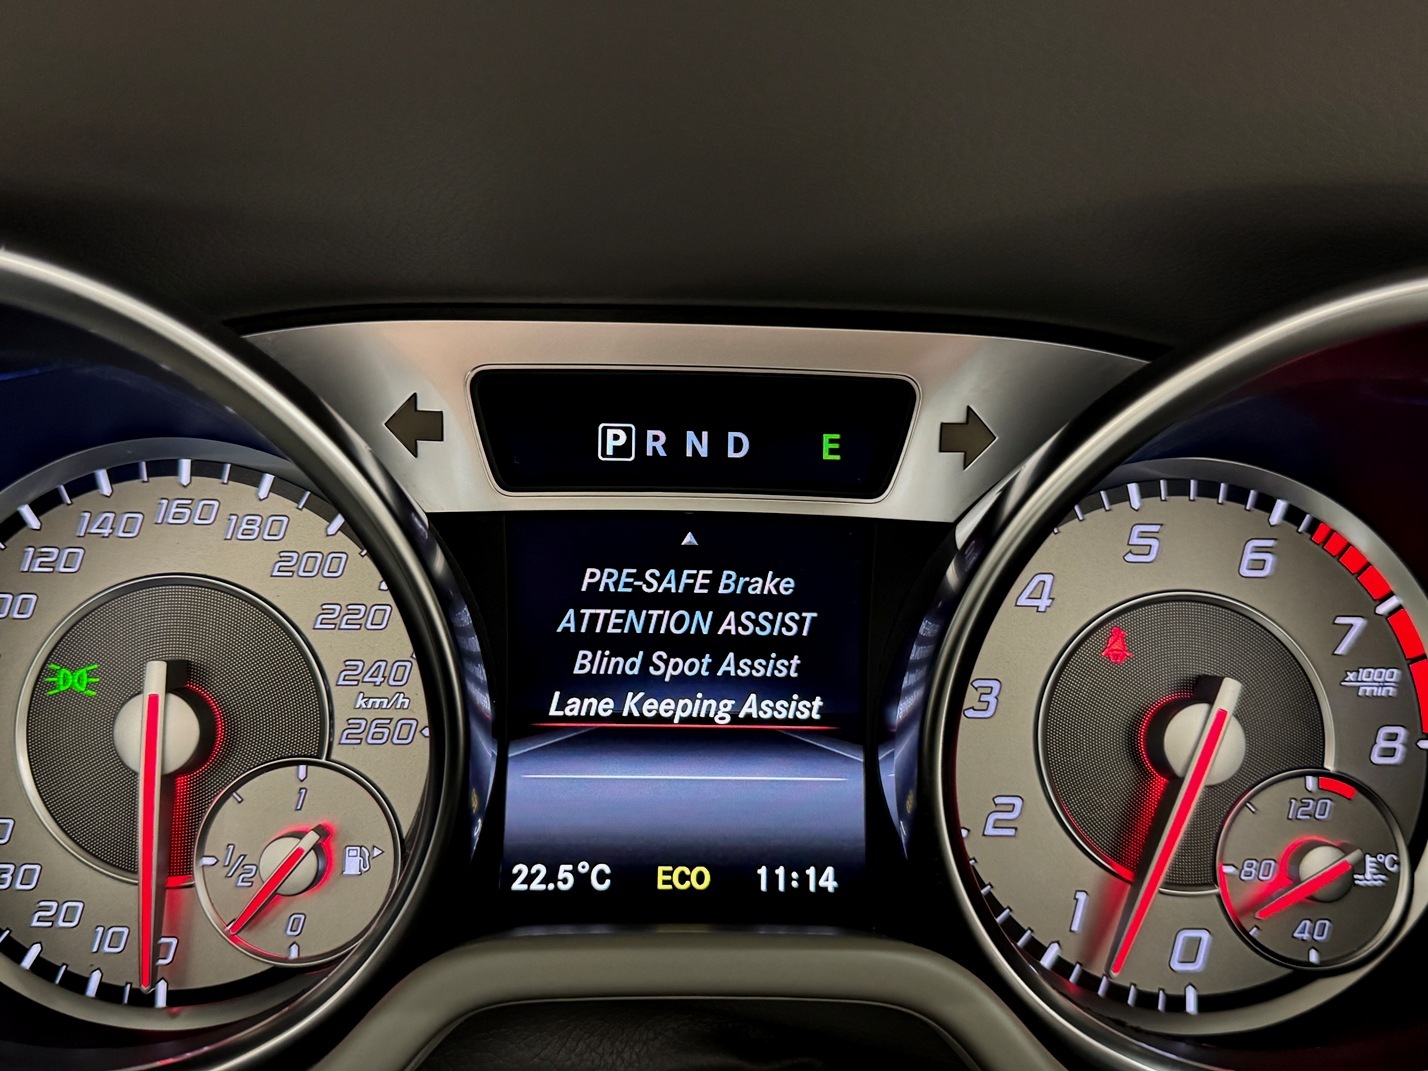 P R N D E
PRE-SAFE Brake
ATTENTION ASSIST
Blind Spot Assist
Lane Keeping Assist
22.5°C ECO 11:14
10
20
30
120
140
160
180
200
220
240
km/h
260
1
1/2
0
0
1
2
3
4
5
6
7
x1000
min
8
120
80
°C
40